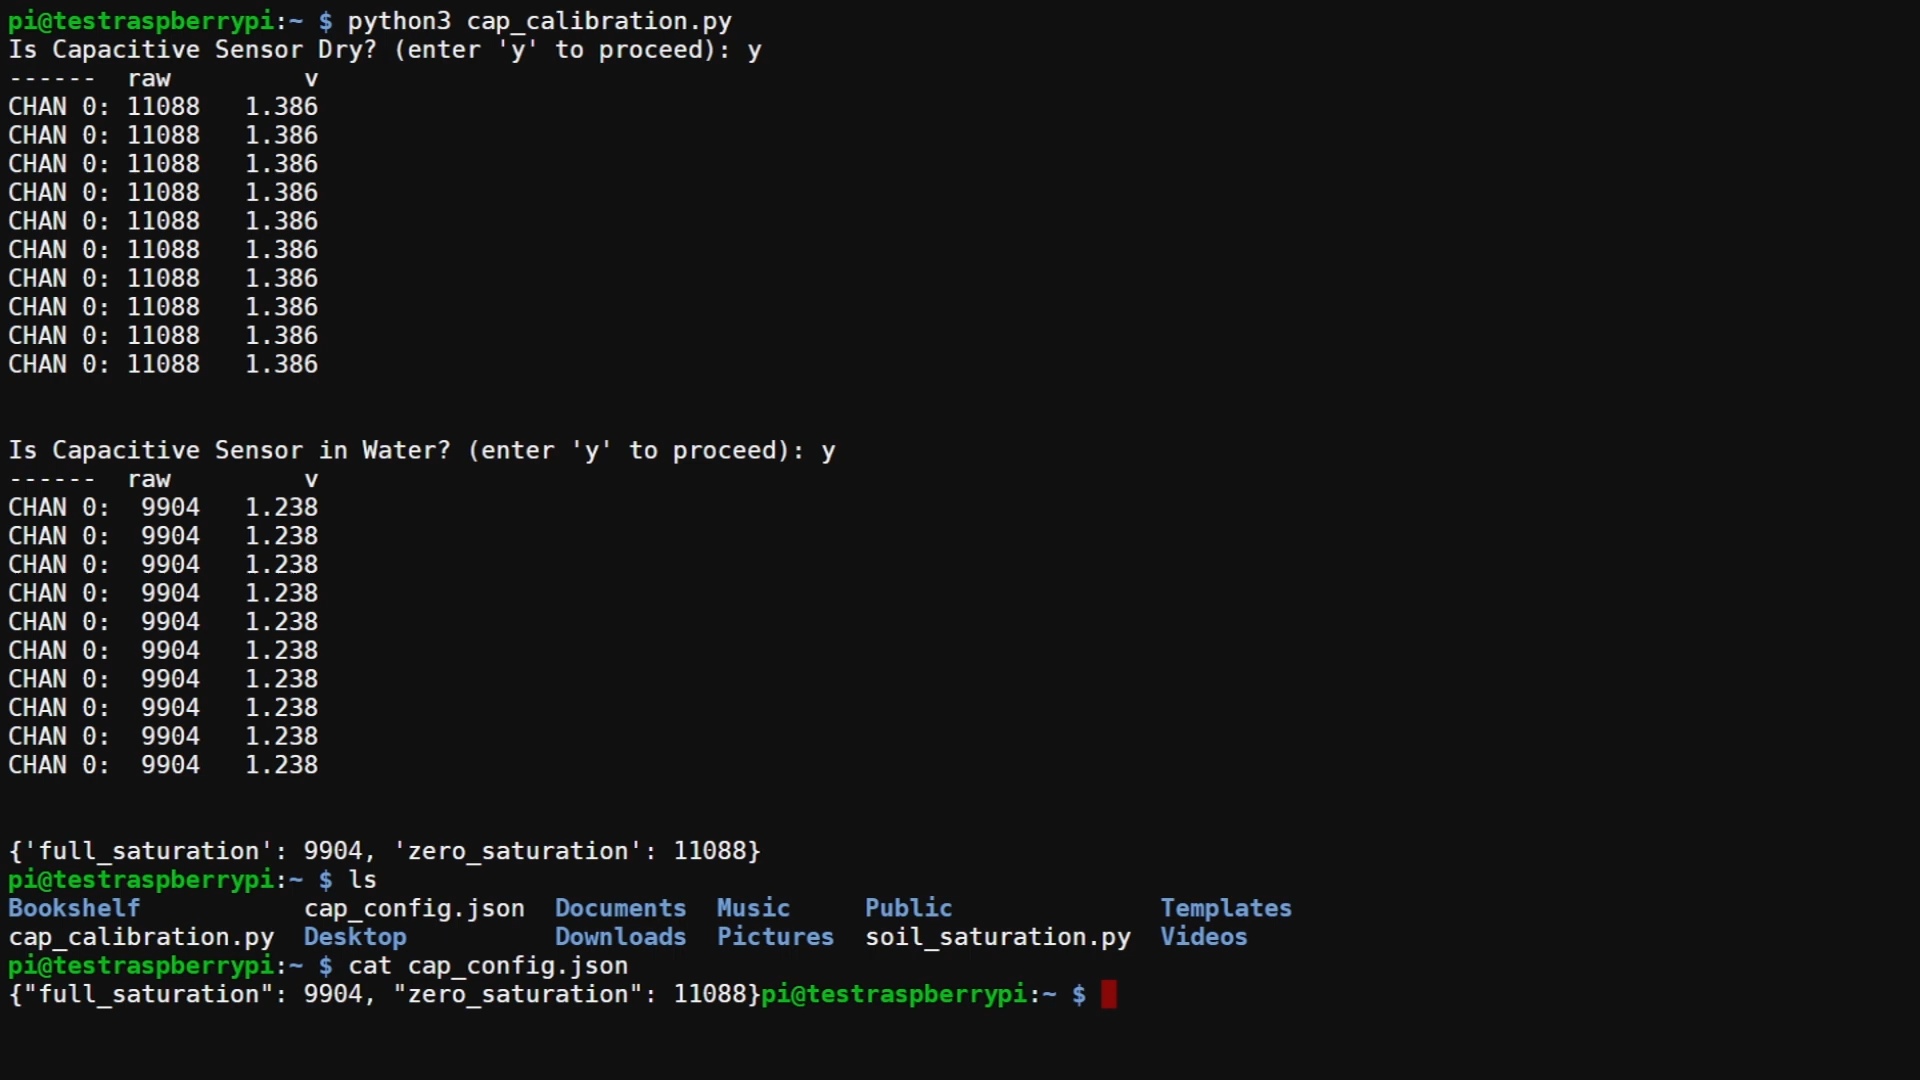 pi@testraspberrypi:~ $ python3 cap_calibration.py
Is Capacitive Sensor Dry? (enter 'y' to proceed): y
------  raw         v
CHAN 0: 11088   1.386
CHAN 0: 11088   1.386
CHAN 0: 11088   1.386
CHAN 0: 11088   1.386
CHAN 0: 11088   1.386
CHAN 0: 11088   1.386
CHAN 0: 11088   1.386
CHAN 0: 11088   1.386
CHAN 0: 11088   1.386
CHAN 0: 11088   1.386
Is Capacitive Sensor in Water? (enter 'y' to proceed): y
------  raw         v
CHAN 0:  9904   1.238
CHAN 0:  9904   1.238
CHAN 0:  9904   1.238
CHAN 0:  9904   1.238
CHAN 0:  9904   1.238
CHAN 0:  9904   1.238
CHAN 0:  9904   1.238
CHAN 0:  9904   1.238
CHAN 0:  9904   1.238
CHAN 0:  9904   1.238
{'full_saturation': 9904, 'zero_saturation': 11088}
pi@testraspberrypi:~ $ ls
Bookshelf           cap_config.json  Documents  Music     Public              Templates
cap_calibration.py  Desktop          Downloads  Pictures  soil_saturation.py  Videos
pi@testraspberrypi:~ $ cat cap_config.json
{"full_saturation": 9904, "zero_saturation": 11088}pi@testraspberrypi:~ $